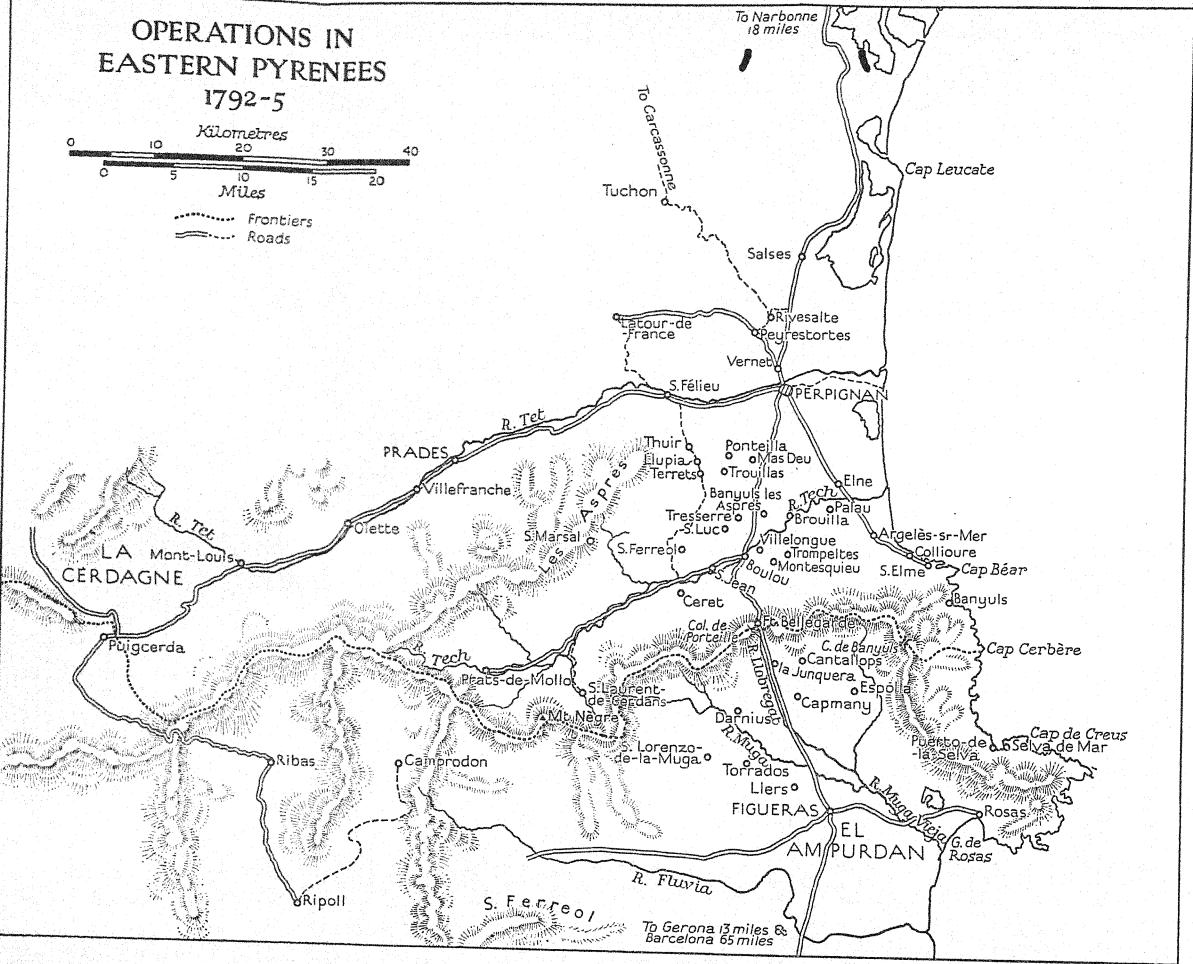 OPERATIONS IN
EASTERN PYRENEES
1792-5
Kilometres
0 10 20 30 40
0 5 10 15 20
Miles
Frontiers
Roads
To Narbonne
18 miles
To Carcassonne
Cap Leucate
Tuchon
Salses
Rivesalte
Latour-de-
-France
Peyrestortes
Vernet
S. Félieu
PERPIGNAN
R. Tet
PRADES
Thuir
Llupia
Terrets
Ponteilla
Mas Deu
Trouillas
Villefranche
Elne
Banyuls les
Aspres
R. Tech
Palau
Brouilla
Tresserre
S. Luc
R. Tet
Olette
Les Aspres
S. Marsal
S. Ferreol
Villelongue
Trompettes
Montesquieu
Argelès-sr-Mer
Collioure
S. Elme
Cap Béar
Mont-Louis
LA
CERDAGNE
Boulou
S. Jean
Ceret
Banyuls
Puigcerda
Col. de
Porteille
Ft. Bellegarde
C. de Banyuls
Cap Cerbère
R. Tech
Prats-de-Mollo
R. Llobregat
Cantallops
la Junquera
Espolla
Capmany
S. Laurent-
de-Cerdans
Mt. Nègre
Darnius
R. Muga
Cap de Creus
Puerto-de-
-la-Selva
Selva de Mar
Ribas
Camprodon
S. Lorenzo-
de-la-Muga
Torrados
Llers
FIGUERAS
R. Muga Vieja
Rosas
G. de
Rosas
EL
AMPURDAN
R. Fluvia
Ripoll
S. Ferreol
To Gerona 13 miles &
Barcelona 65 miles